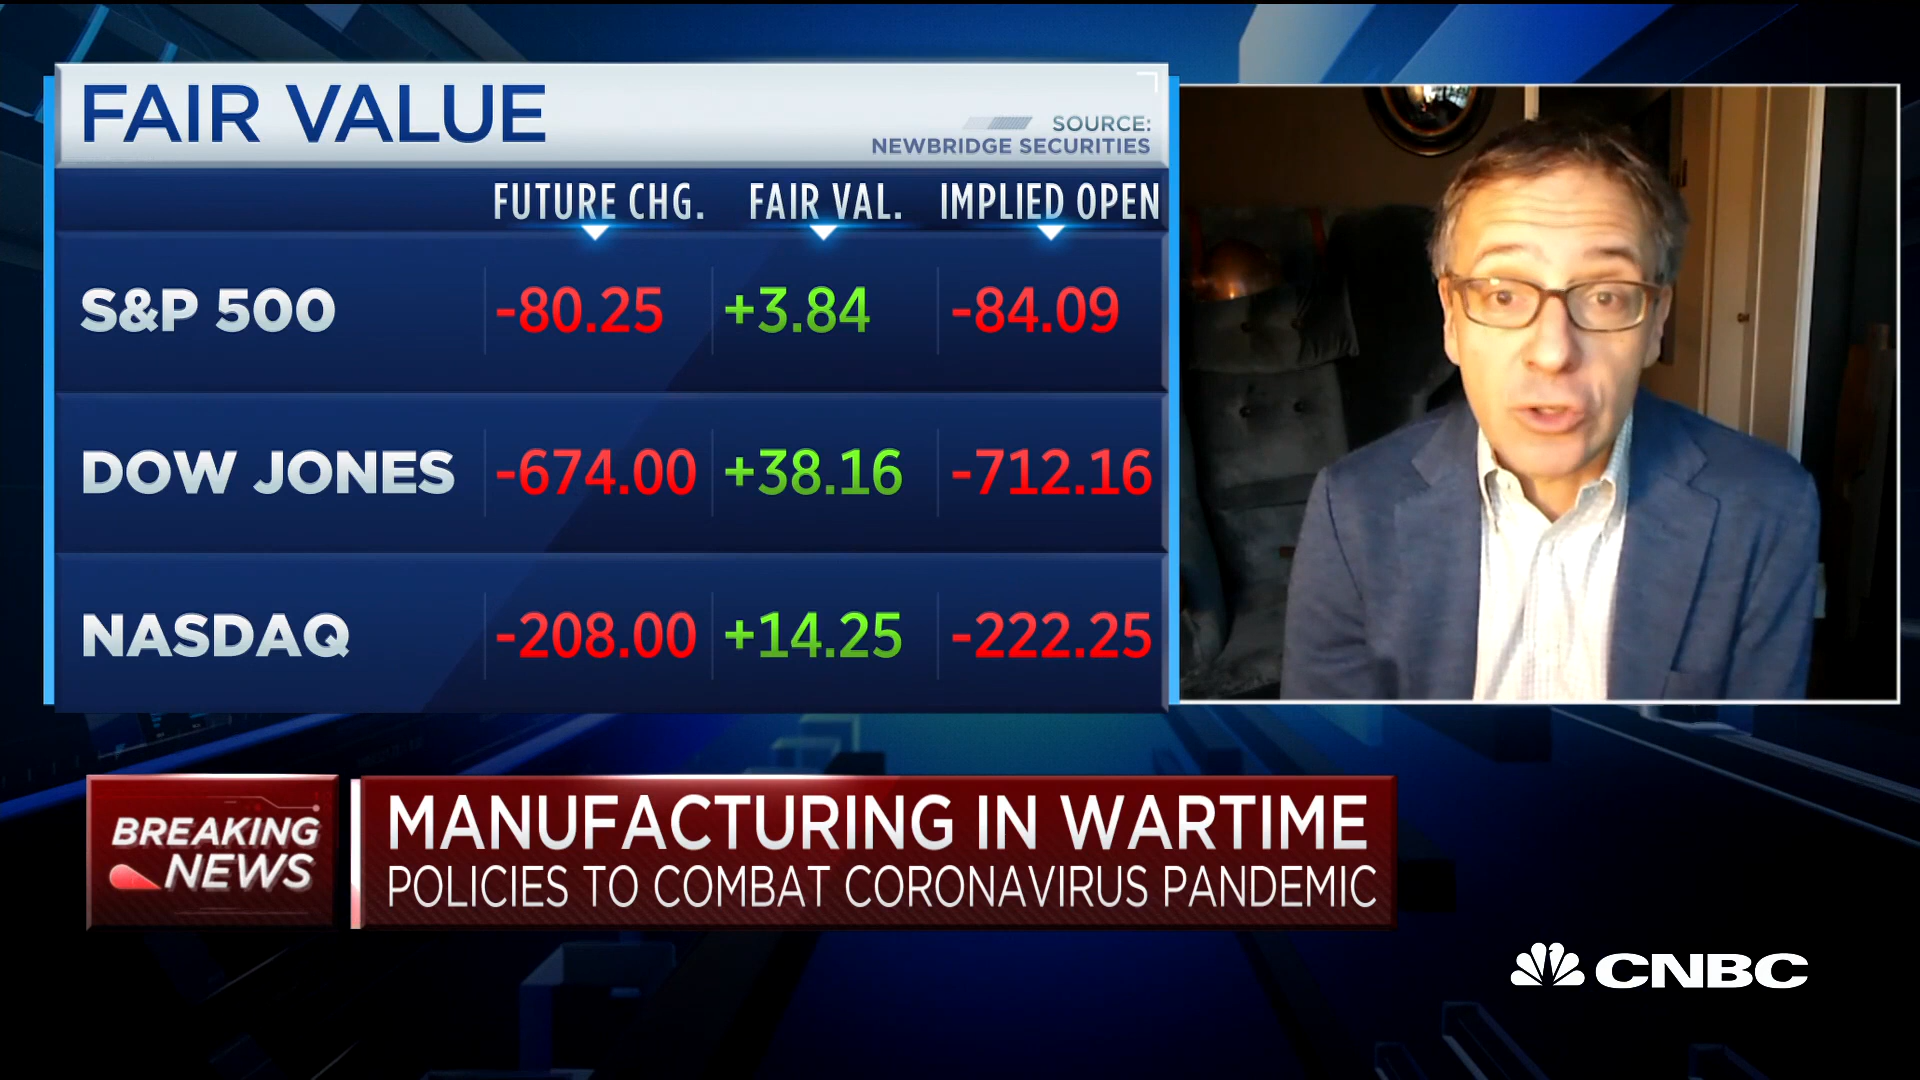 FAIR VALUE
SOURCE:
NEWBRIDGE SECURITIES
FUTURE CHG. FAIR VAL. IMPLIED OPEN
S&P 500 -80.25 +3.84 -84.09
DOW JONES -674.00 +38.16 -712.16
NASDAQ -208.00 +14.25 -222.25
BREAKING
NEWS
MANUFACTURING IN WARTIME
POLICIES TO COMBAT CORONAVIRUS PANDEMIC
CNBC